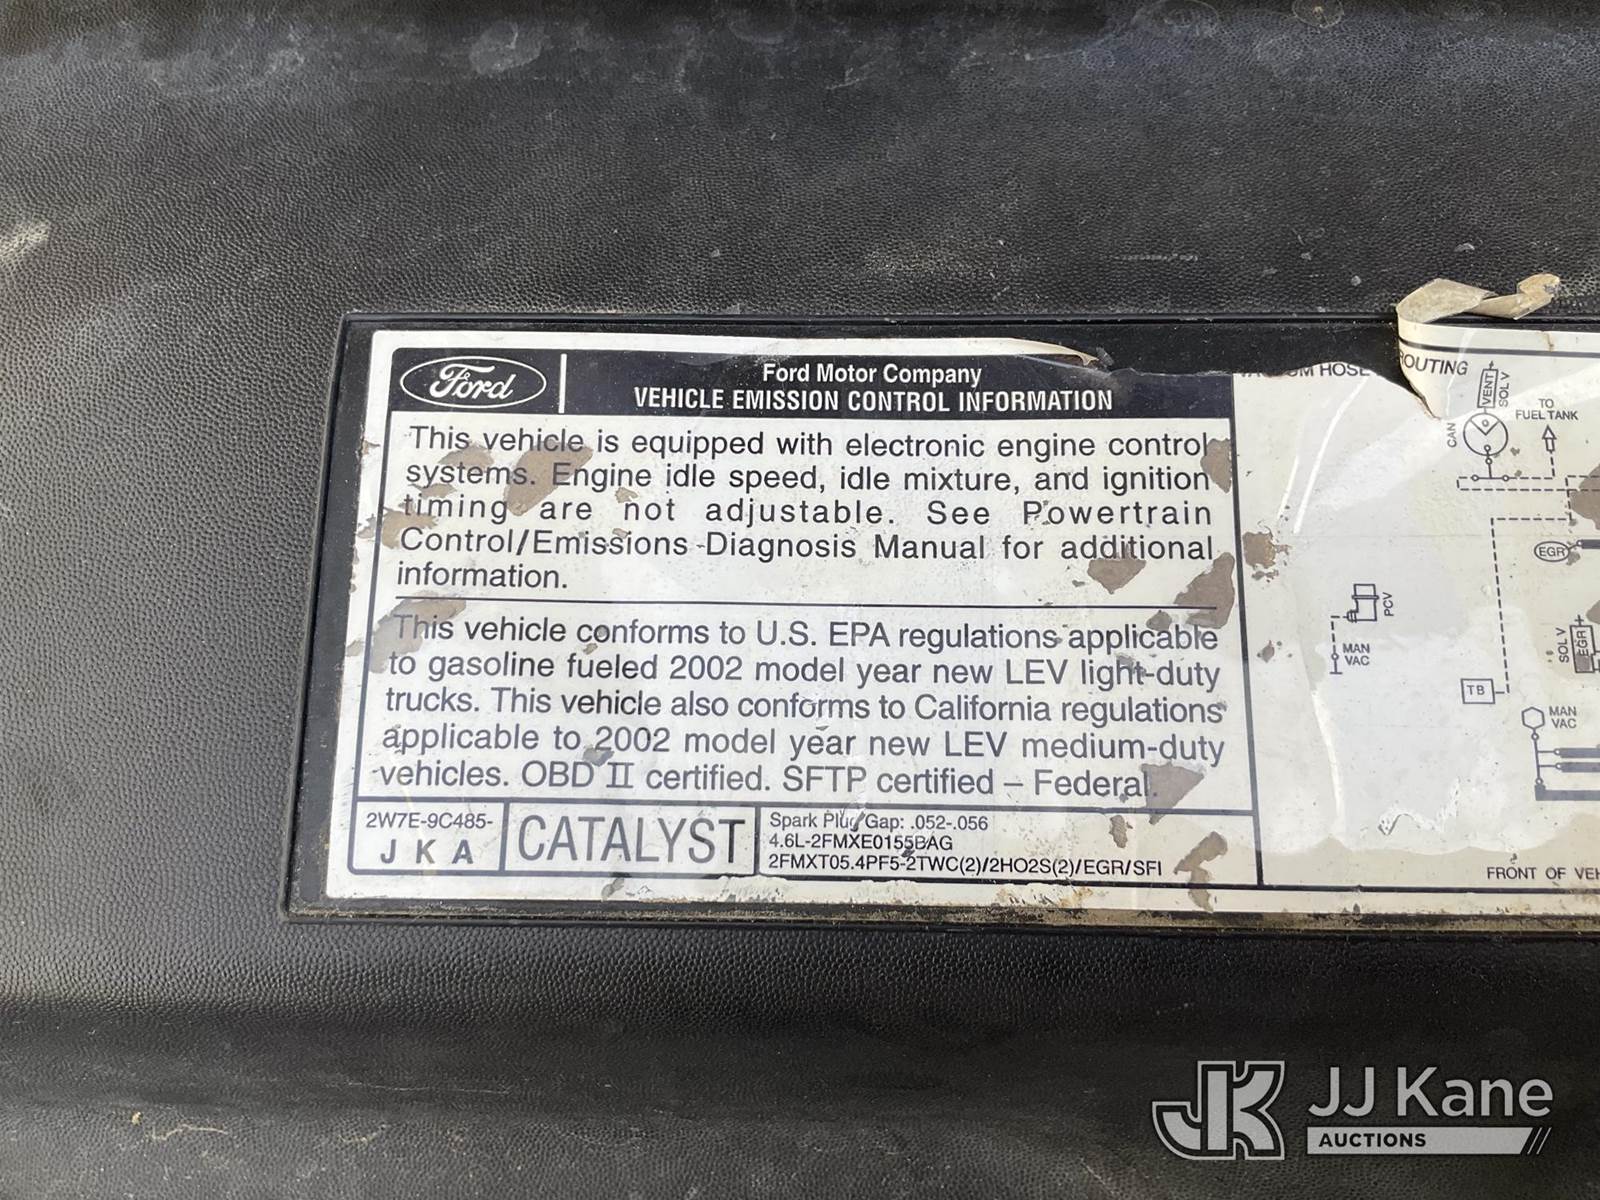 Ford
Ford Motor Company
VEHICLE EMISSION CONTROL INFORMATION
This vehicle is equipped with electronic engine control
systems. Engine idle speed, idle mixture, and ignition
timing are not adjustable. See Powertrain
Control/Emissions Diagnosis Manual for additional
information.
This vehicle conforms to U.S. EPA regulations applicable
to gasoline fueled 2002 model year new LEV light-duty
trucks. This vehicle also conforms to California regulations
applicable to 2002 model year new LEV medium-duty
vehicles. OBD II certified. SFTP certified – Federal.
2W7E-9C485-
J K A
CATALYST
Spark Plug Gap: .052-.056
4.6L-2FMXE0155BAG
2FMXT05.4PF5-2TWC(2)/2HO2S(2)/EGR/SFI
HOSE ROUTING
CAN
VENT
SOL V
TO
FUEL TANK
EGR
PCV
MAN
VAC
SOL V
EGR
TB
MAN
VAC
FRONT OF
JK
JJ Kane
AUCTIONS